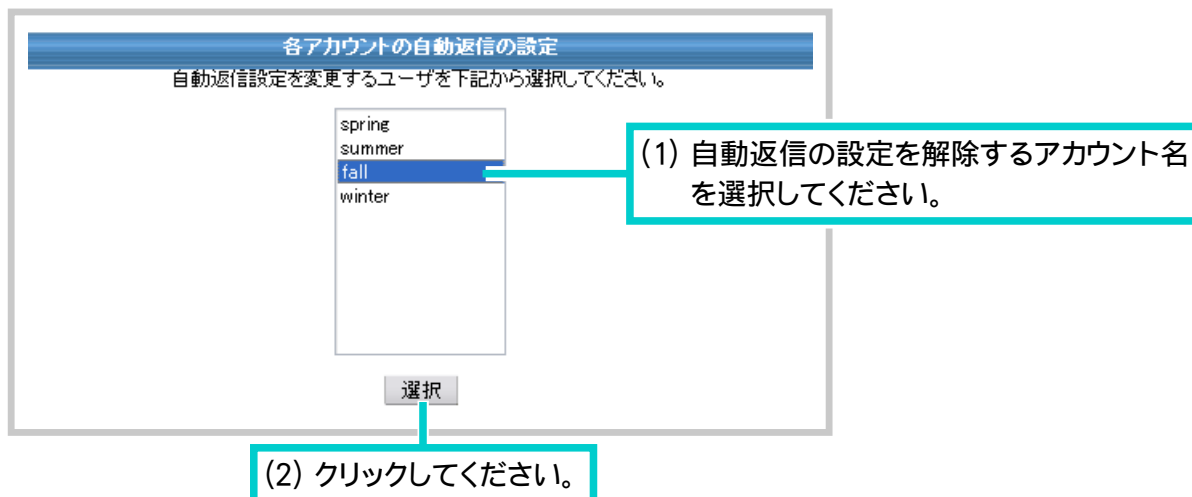 各アカウントの自動返信の設定
自動返信設定を変更するユーザを下記から選択してください。
spring
summer
fall
winter
(1) 自動返信の設定を解除するアカウント名
を選択してください。
選択
(2) クリックしてください。